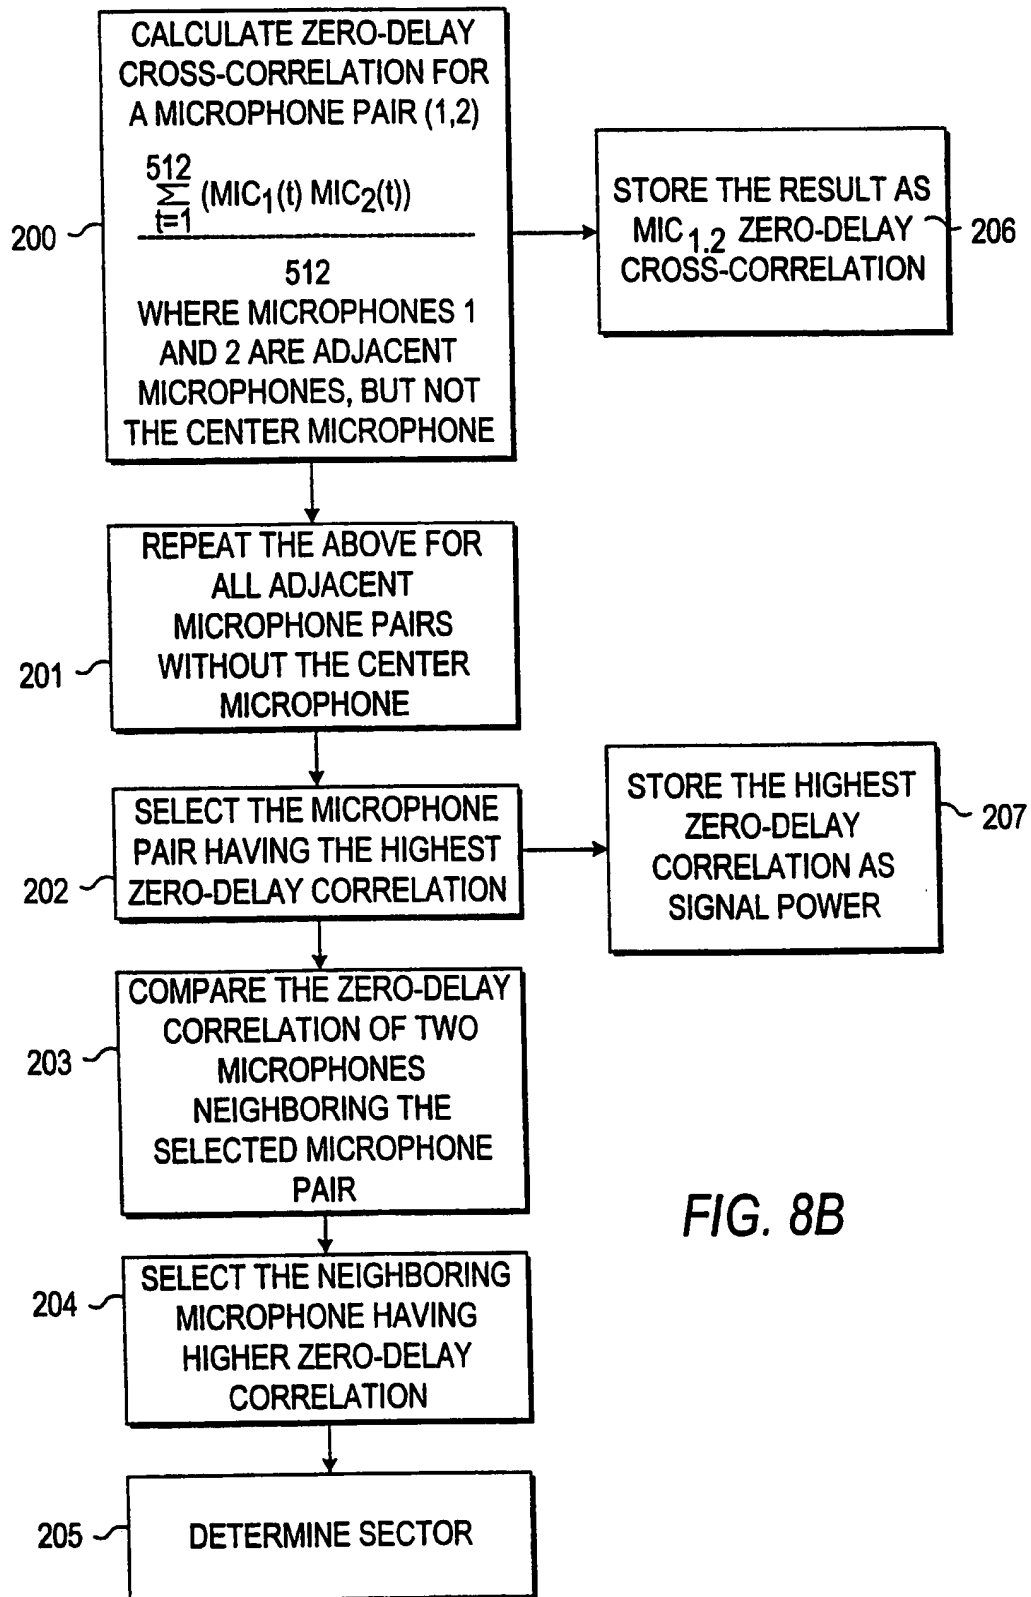 CALCULATE ZERO-DELAY
CROSS-CORRELATION FOR
A MICROPHONE PAIR (1,2)
512
Σ (MIC1(t) MIC2(t))
t=1
512
WHERE MICROPHONES 1
AND 2 ARE ADJACENT
MICROPHONES, BUT NOT
THE CENTER MICROPHONE
200
STORE THE RESULT AS
MIC1.2 ZERO-DELAY
CROSS-CORRELATION
206
REPEAT THE ABOVE FOR
ALL ADJACENT
MICROPHONE PAIRS
WITHOUT THE CENTER
MICROPHONE
201
SELECT THE MICROPHONE
PAIR HAVING THE HIGHEST
ZERO-DELAY CORRELATION
202
STORE THE HIGHEST
ZERO-DELAY
CORRELATION AS
SIGNAL POWER
207
COMPARE THE ZERO-DELAY
CORRELATION OF TWO
MICROPHONES
NEIGHBORING THE
SELECTED MICROPHONE
PAIR
203
FIG. 8B
SELECT THE NEIGHBORING
MICROPHONE HAVING
HIGHER ZERO-DELAY
CORRELATION
204
DETERMINE SECTOR
205